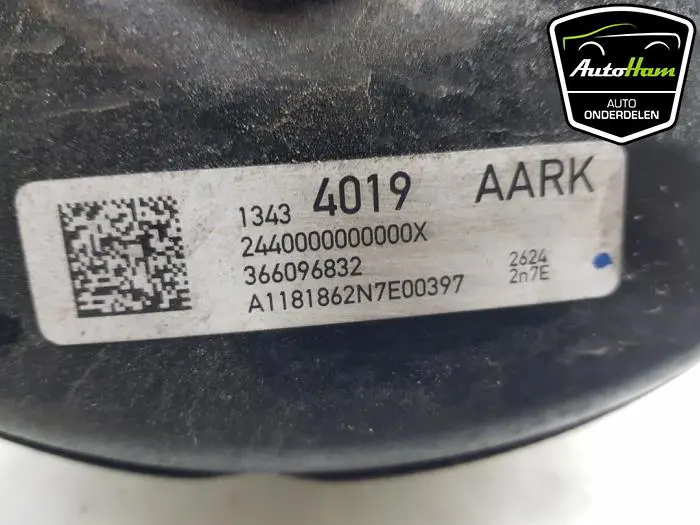 AutoHam
AUTO
ONDERDELEN
1343 4019 AARK
2440000000000X
366096832 2624
A1181862N7E00397 2n7E